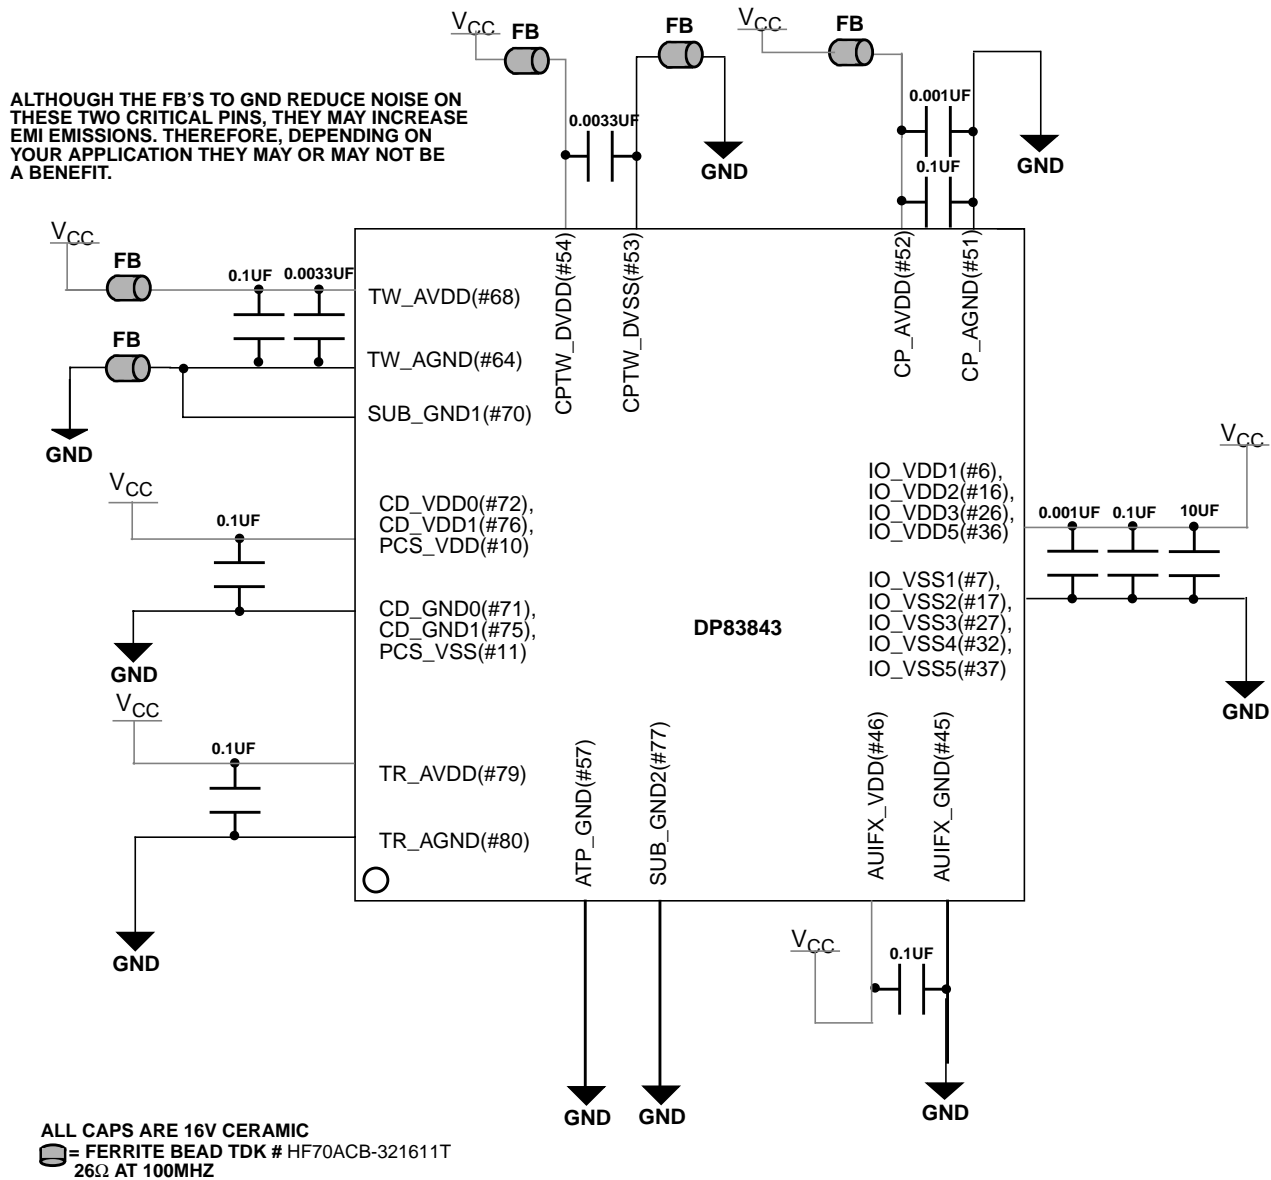 VCC
FB
FB
VCC
FB
ALTHOUGH THE FB'S TO GND REDUCE NOISE ON
THESE TWO CRITICAL PINS, THEY MAY INCREASE
EMI EMISSIONS. THEREFORE, DEPENDING ON
YOUR APPLICATION THEY MAY OR MAY NOT BE
A BENEFIT.
0.0033UF
GND
0.001UF
0.1UF
GND
VCC
FB
0.1UF
0.0033UF
FB
GND
TW_AVDD(#68)
TW_AGND(#64)
SUB_GND1(#70)
CPTW_DVDD(#54)
CPTW_DVSS(#53)
CP_AVDD(#52)
CP_AGND(#51)
VCC
0.1UF
GND
CD_VDD0(#72),
CD_VDD1(#76),
PCS_VDD(#10)
CD_GND0(#71),
CD_GND1(#75),
PCS_VSS(#11)
DP83843
IO_VDD1(#6),
IO_VDD2(#16),
IO_VDD3(#26),
IO_VDD5(#36)
IO_VSS1(#7),
IO_VSS2(#17),
IO_VSS3(#27),
IO_VSS4(#32),
IO_VSS5(#37)
VCC
0.001UF
0.1UF
10UF
GND
VCC
0.1UF
GND
TR_AVDD(#79)
TR_AGND(#80)
ATP_GND(#57)
SUB_GND2(#77)
AUIFX_VDD(#46)
AUIFX_GND(#45)
GND
GND
VCC
0.1UF
GND
ALL CAPS ARE 16V CERAMIC
= FERRITE BEAD TDK # HF70ACB-321611T
26Ω AT 100MHZ